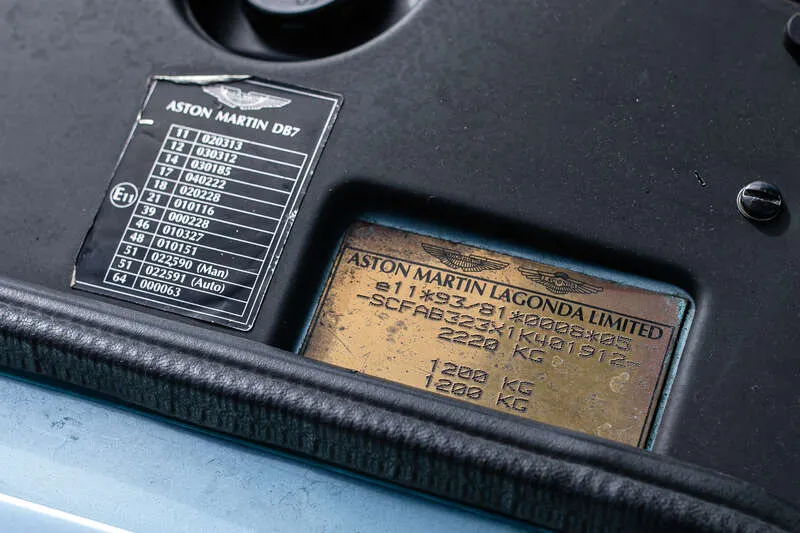 ASTON MARTIN DB7
11 020313
12 030312
14 030185
17 040222
18 020228
21 010116
39 000228
46 010327
48 010151
51 022590 (Man)
51 022591 (Auto)
64 000063
E11
ASTON MARTIN LAGONDA LIMITED
e11*93/81*0008*05
-SCFAB323X1K401912-
2220 KG
1200 KG
1200 KG